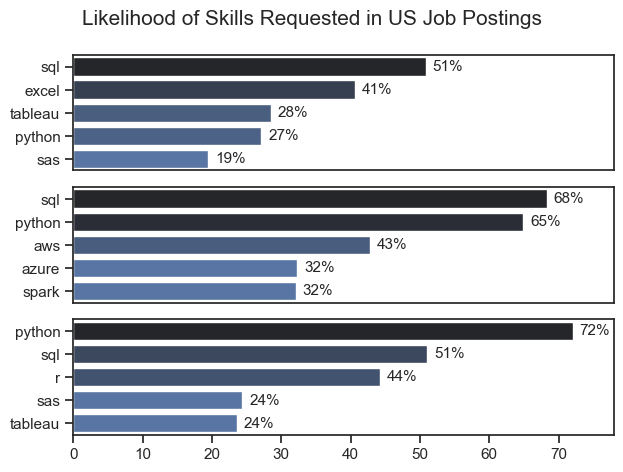 Likelihood of Skills Requested in US Job Postings
sql 51%
excel 41%
tableau 28%
python 27%
sas 19%
sql 68%
python 65%
aws 43%
azure 32%
spark 32%
python 72%
sql 51%
r 44%
sas 24%
tableau 24%
0 10 20 30 40 50 60 70